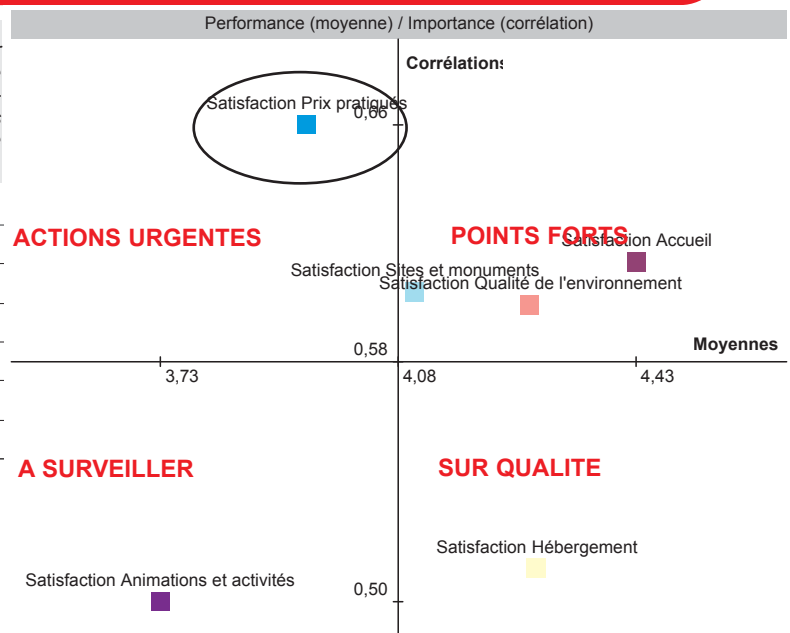 Performance (moyenne) / Importance (corrélation)
Corrélations
Satisfaction Prix pratiqués
0,66
ACTIONS URGENTES
POINTS FORTS
Satisfaction Accueil
Satisfaction Sites et monuments
Satisfaction Qualité de l'environnement
Moyennes
0,58
3,73
4,08
4,43
A SURVEILLER
SUR QUALITE
Satisfaction Hébergement
Satisfaction Animations et activités
0,50